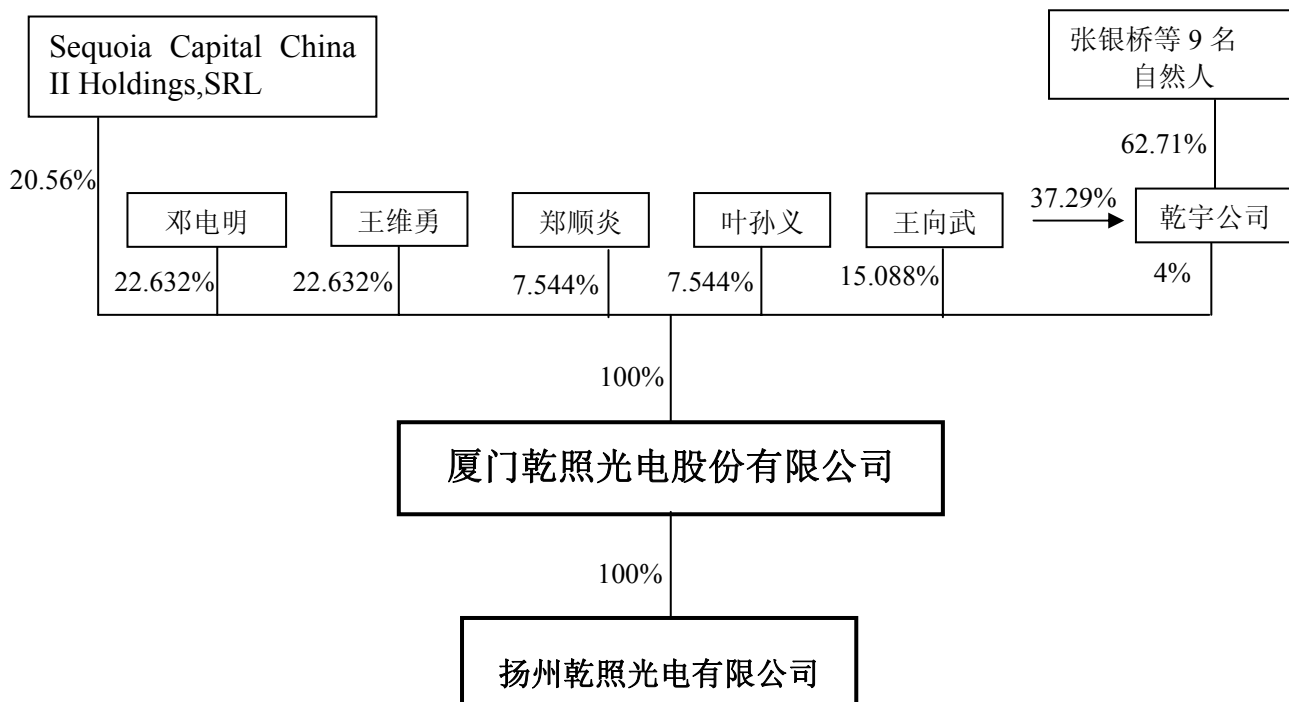 Sequoia Capital China
II Holdings,SRL
张银桥等 9 名
自然人
62.71%
20.56%
邓电明
王维勇
郑顺炎
叶孙义
王向武
37.29%
乾宇公司
22.632%
22.632%
7.544%
7.544%
15.088%
4%
100%
厦门乾照光电股份有限公司
100%
扬州乾照光电有限公司